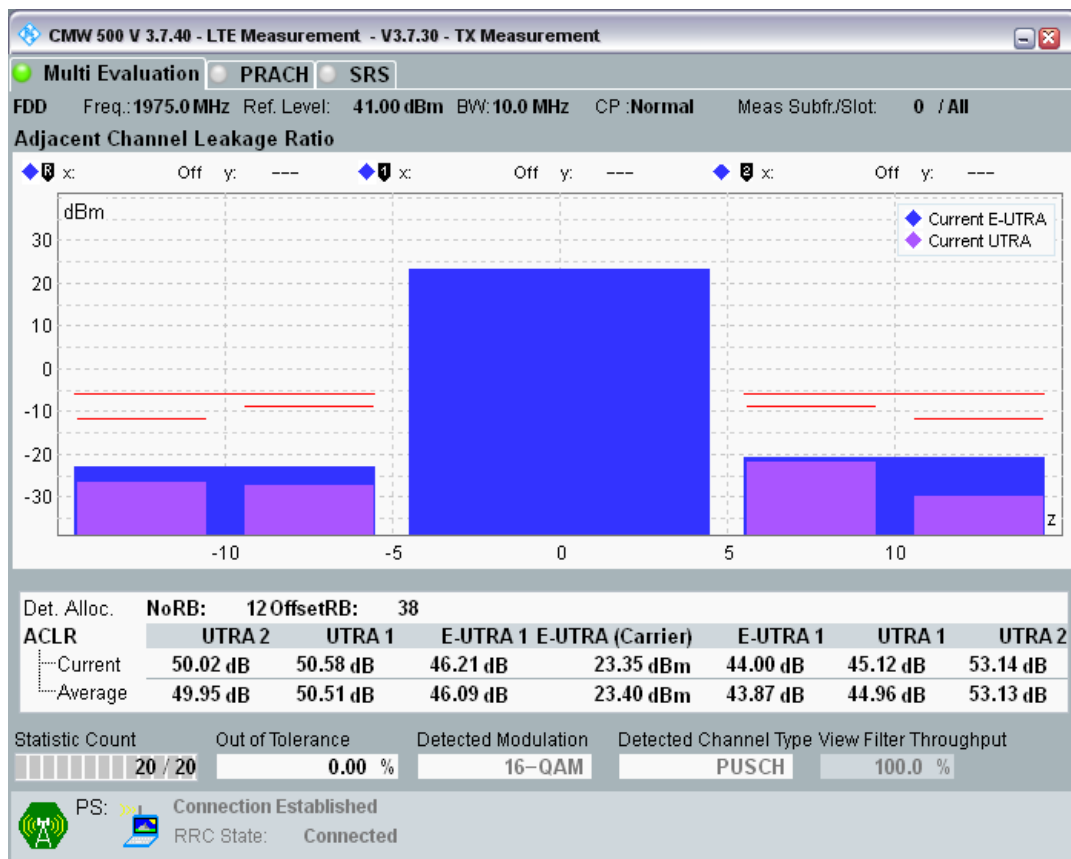 CMW 500 V 3.7.40 - LTE Measurement - V3.7.30 - TX Measurement
Multi Evaluation PRACH SRS
FDD Freq.: 1975.0 MHz Ref. Level: 41.00 dBm BW: 10.0 MHz CP :Normal Meas Subfr./Slot: 0 / All
Adjacent Channel Leakage Ratio
R x: Off y: --- 1 x: Off y: --- 2 x: Off y: ---
dBm
Current E-UTRA
Current UTRA
30
20
10
0
-10
-20
-30
z
-10 -5 0 5 10
Det. Alloc. NoRB: 12 OffsetRB: 38
ACLR UTRA 2 UTRA 1 E-UTRA 1 E-UTRA (Carrier) E-UTRA 1 UTRA 1 UTRA 2
Current 50.02 dB 50.58 dB 46.21 dB 23.35 dBm 44.00 dB 45.12 dB 53.14 dB
Average 49.95 dB 50.51 dB 46.09 dB 23.40 dBm 43.87 dB 44.96 dB 53.13 dB
Statistic Count Out of Tolerance Detected Modulation Detected Channel Type View Filter Throughput
20 / 20 0.00 % 16-QAM PUSCH 100.0 %
PS: Connection Established
RRC State: Connected